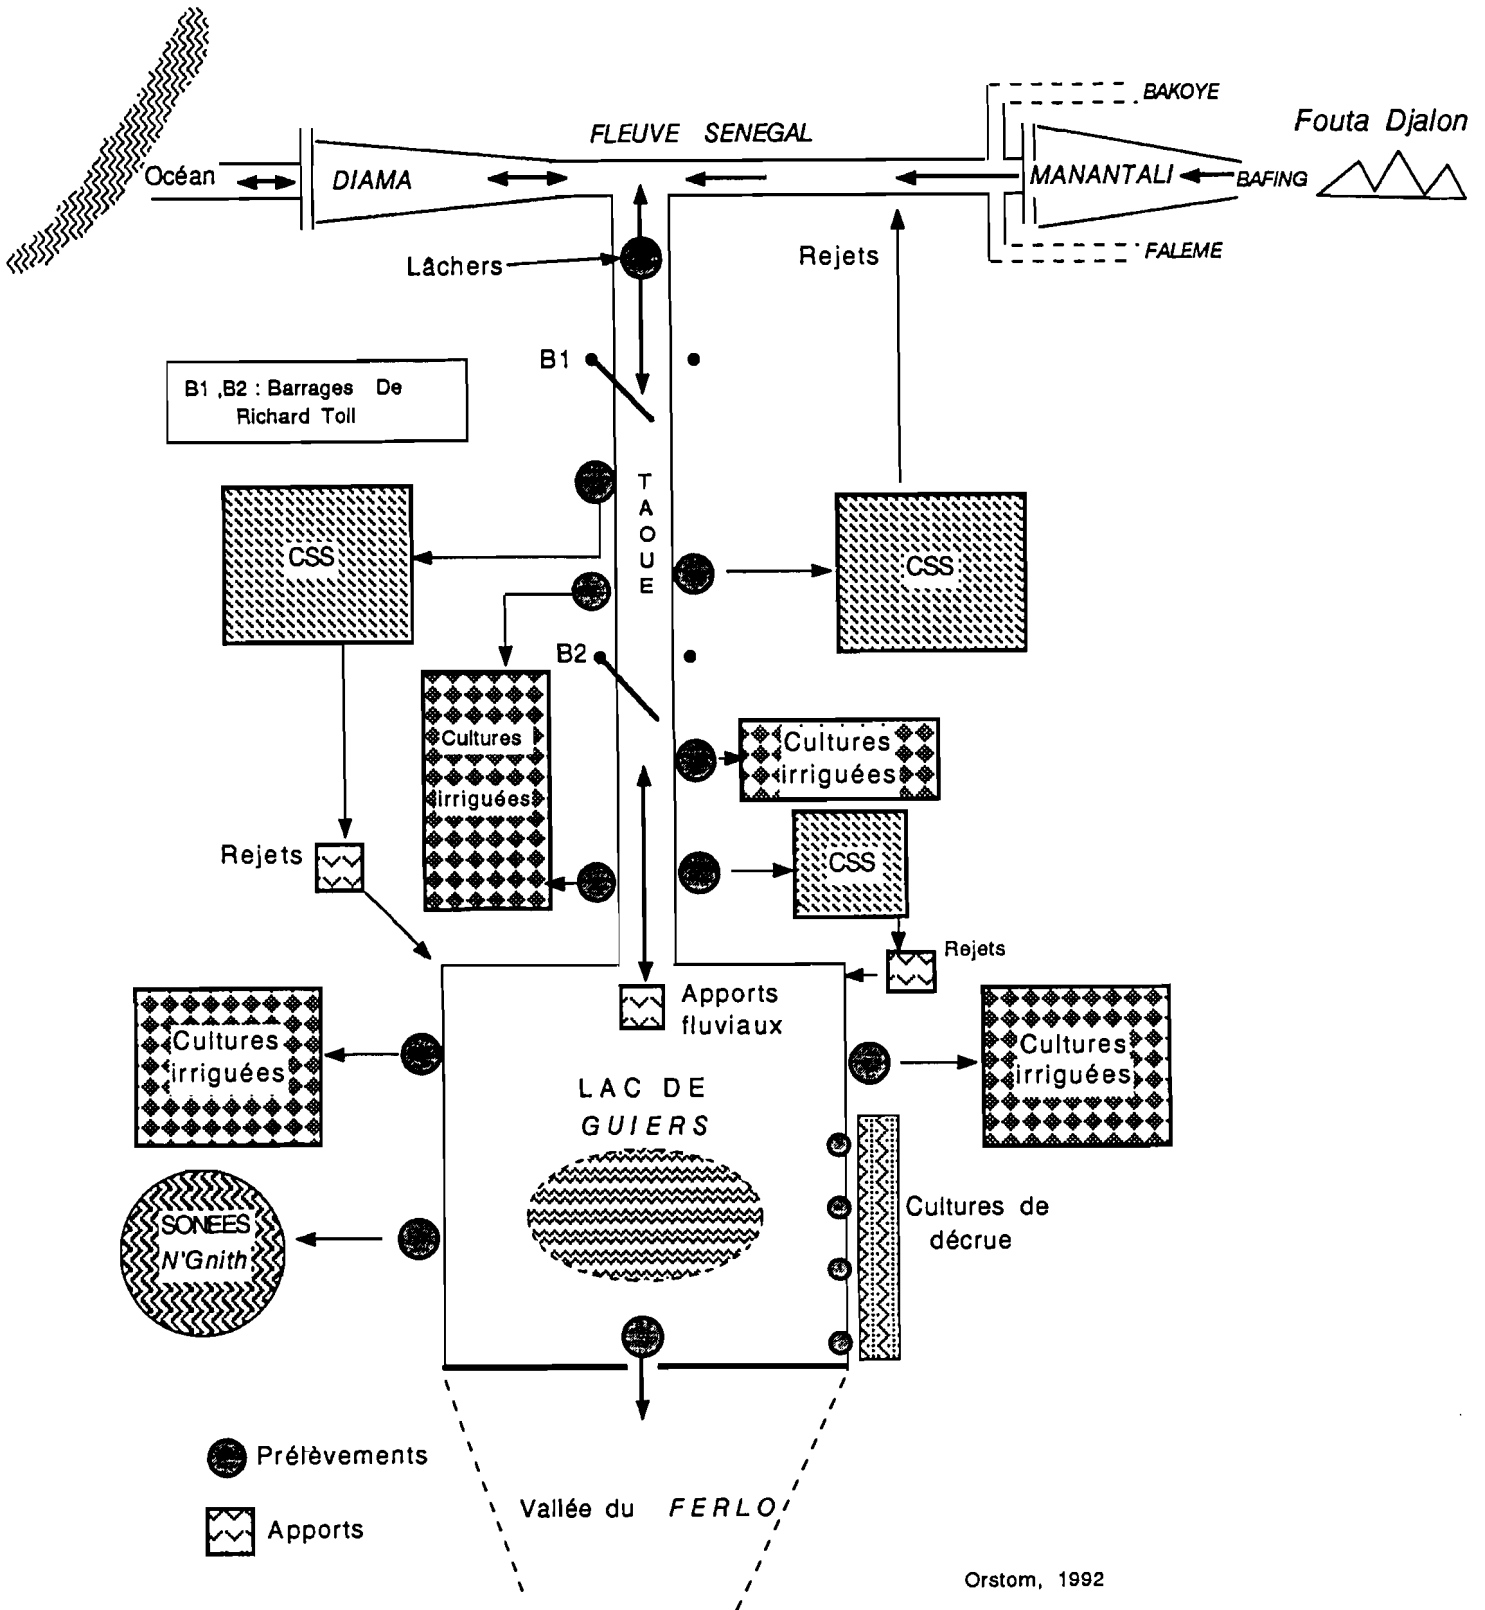 BAKOYE
Fouta Djalon
FLEUVE SENEGAL
Océan
DIAMA
MANANTALI
BAFING
Lâchers
Rejets
FALEME
B1
B1 ,B2 : Barrages De
Richard Toll
TAOUE
CSS
CSS
B2
Cultures
irriguées
Cultures
irriguées
CSS
Rejets
Rejets
Apports
fluviaux
Cultures
irriguées
Cultures
irriguées
LAC DE
GUIERS
SONEES
N'Gnith
Cultures de
décrue
Prélèvements
Vallée du FERLO
Apports
Orstom, 1992